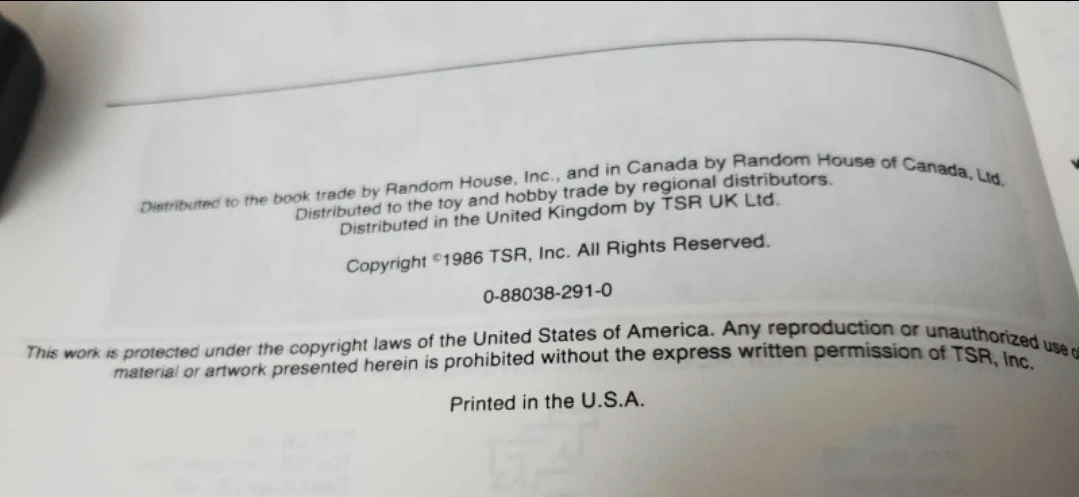 Distributed to the book trade by Random House, Inc., and in Canada by Random House of Canada, Ltd.
Distributed to the toy and hobby trade by regional distributors.
Distributed in the United Kingdom by TSR UK Ltd.
Copyright ©1986 TSR, Inc. All Rights Reserved.
0-88038-291-0
This work is protected under the copyright laws of the United States of America. Any reproduction or unauthorized use
material or artwork presented herein is prohibited without the express written permission of TSR, Inc.
Printed in the U.S.A.